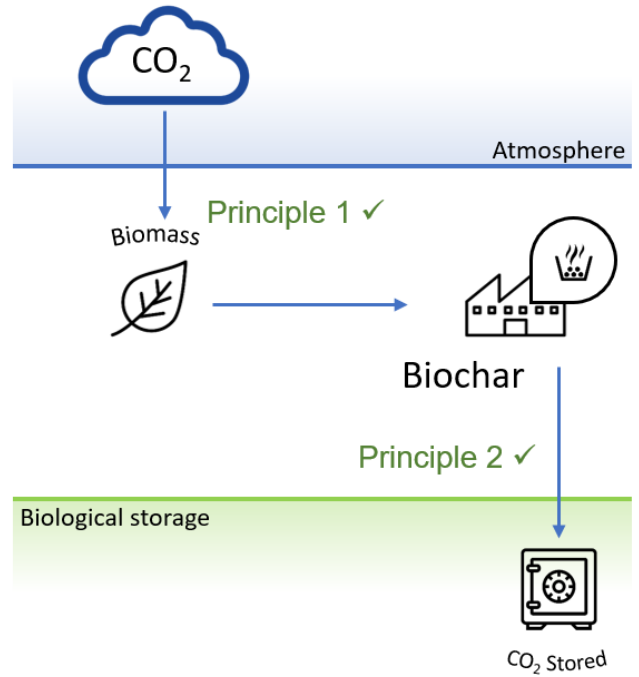 CO₂
Atmosphere
Principle 1 ✓
Biomass
Biochar
Principle 2 ✓
Biological storage
CO₂ Stored